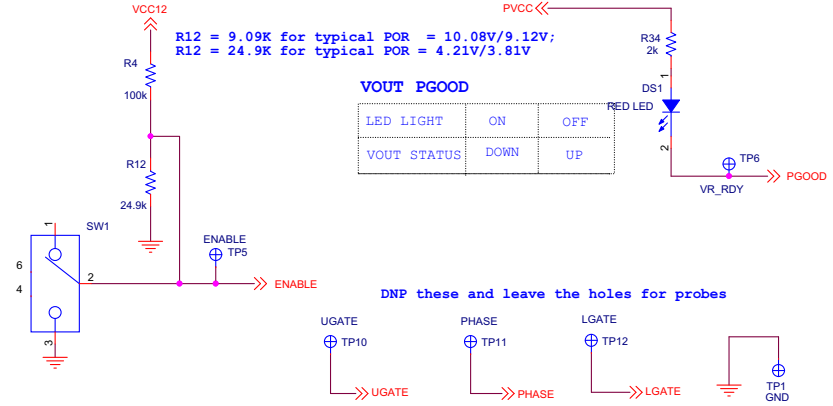 VCC12
R12 = 9.09K for typical POR = 10.08V/9.12V;
R12 = 24.9K for typical POR = 4.21V/3.81V
R4
100k
R12
24.9k
SW1
1
6
4
2
3
ENABLE
TP5
ENABLE
VOUT PGOOD
LED LIGHT ON OFF
VOUT STATUS DOWN UP
PVCC
R34
2k
1
DS1
RED LED
2
TP6
PGOOD
VR_RDY
DNP these and leave the holes for probes
UGATE
TP10
UGATE
PHASE
TP11
PHASE
LGATE
TP12
LGATE
TP1
GND